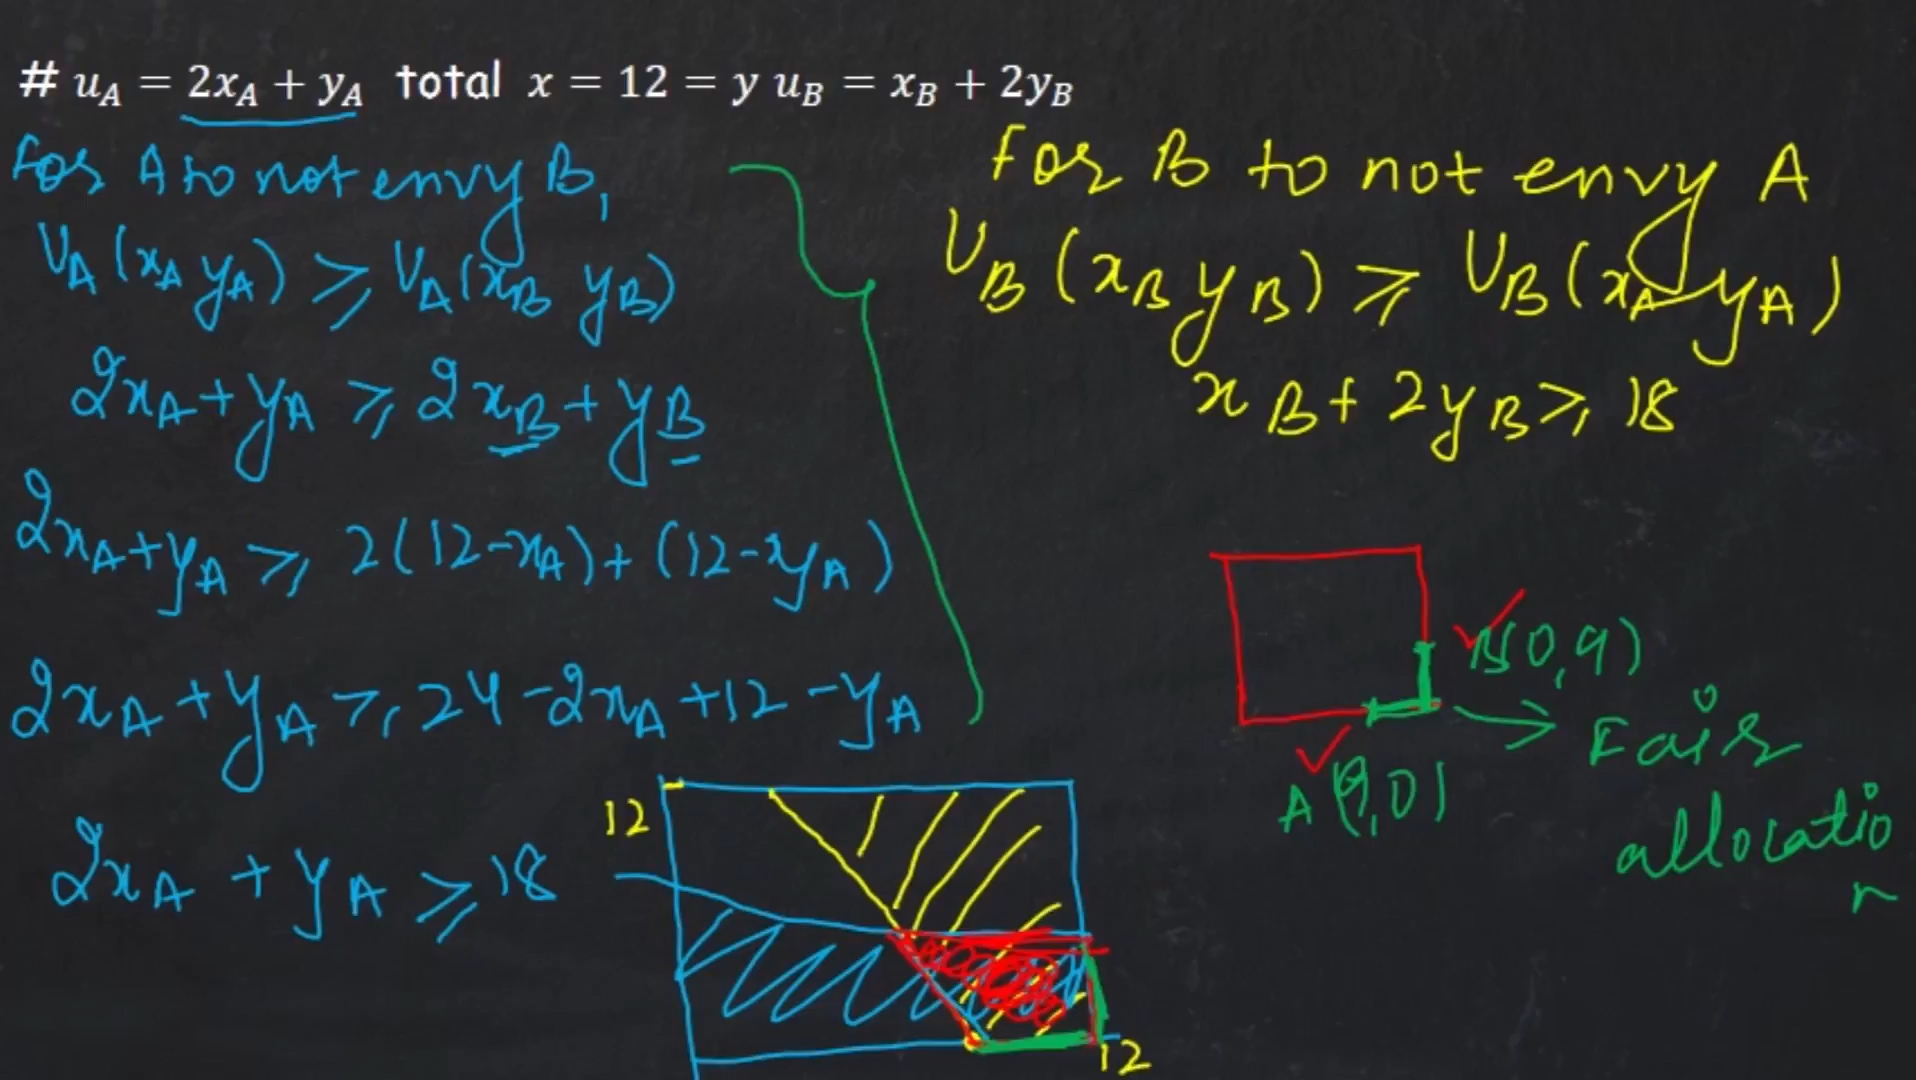 # u_A = 2x_A + y_A total x = 12 = y u_B = x_B + 2y_B
For A to not envy B,
U_A (x_A y_A) ≥ U_A (x_B y_B)
2x_A + y_A ≥ 2x_B + y_B
2x_A + y_A ≥ 2(12-x_A) + (12-y_A)
2x_A + y_A ≥ 24 - 2x_A + 12 - y_A
2x_A + y_A ≥ 18
For B to not envy A
U_B (x_B y_B) ≥ U_B (x_A y_A)
x_B + 2y_B ≥ 18
B(0,9)
A(9,0)
Fair
allocatio
n
12
12